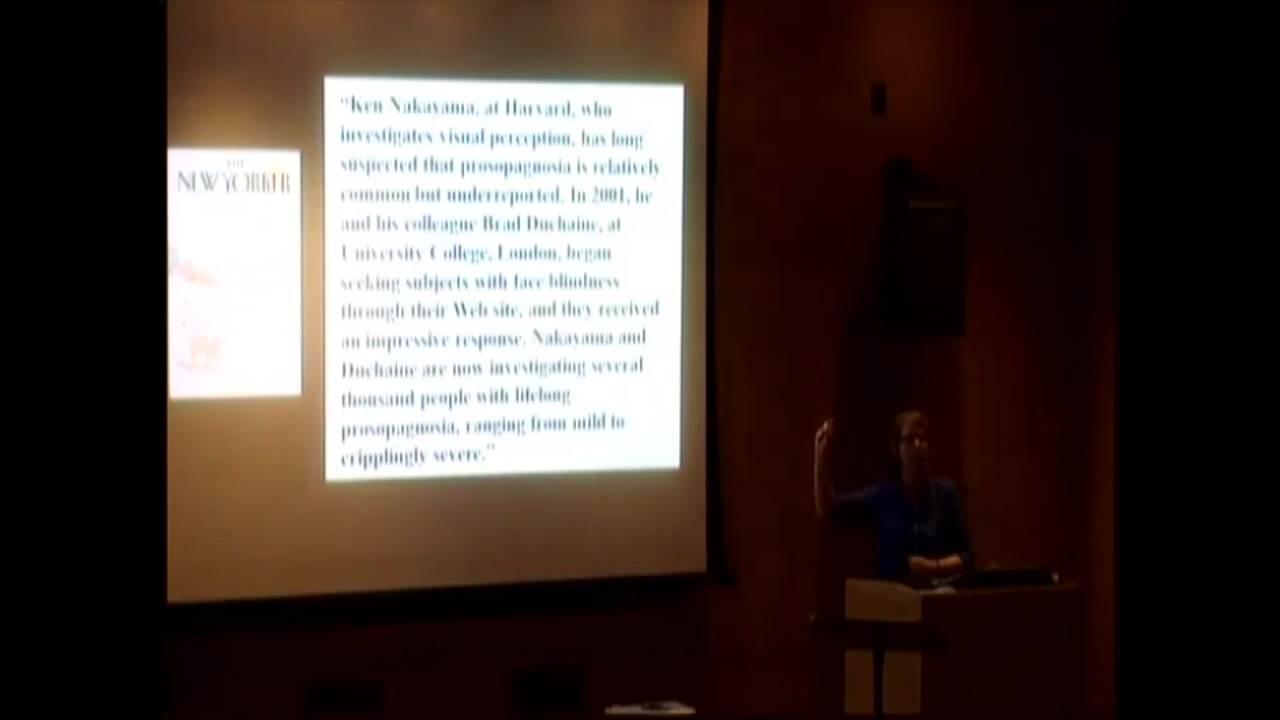 THE
NEW YORKER
“Ken Nakayama, at Harvard, who
investigates visual perception, has long
suspected that prosopagnosia is relatively
common but underreported. In 2001, he
and his colleague Brad Duchaine, at
University College, London, began
seeking subjects with face blindness
through their Web site, and they received
an impressive response. Nakayama and
Duchaine are now investigating several
thousand people with lifelong
prosopagnosia, ranging from mild to
cripplingly severe.”